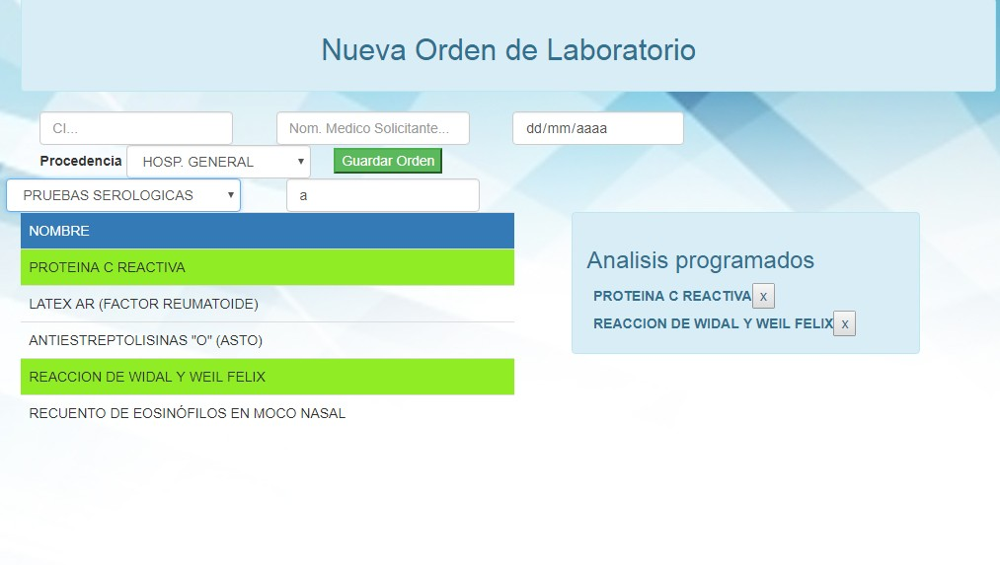 Nueva Orden de Laboratorio
CI...
Nom. Medico Solicitante...
dd/mm/aaaa
Procedencia
HOSP. GENERAL
Guardar Orden
PRUEBAS SEROLOGICAS
a
NOMBRE
PROTEINA C REACTIVA
LATEX AR (FACTOR REUMATOIDE)
ANTIESTREPTOLISINAS "O" (ASTO)
REACCION DE WIDAL Y WEIL FELIX
RECUENTO DE EOSINÓFILOS EN MOCO NASAL
Analisis programados
PROTEINA C REACTIVA x
REACCION DE WIDAL Y WEIL FELIX x